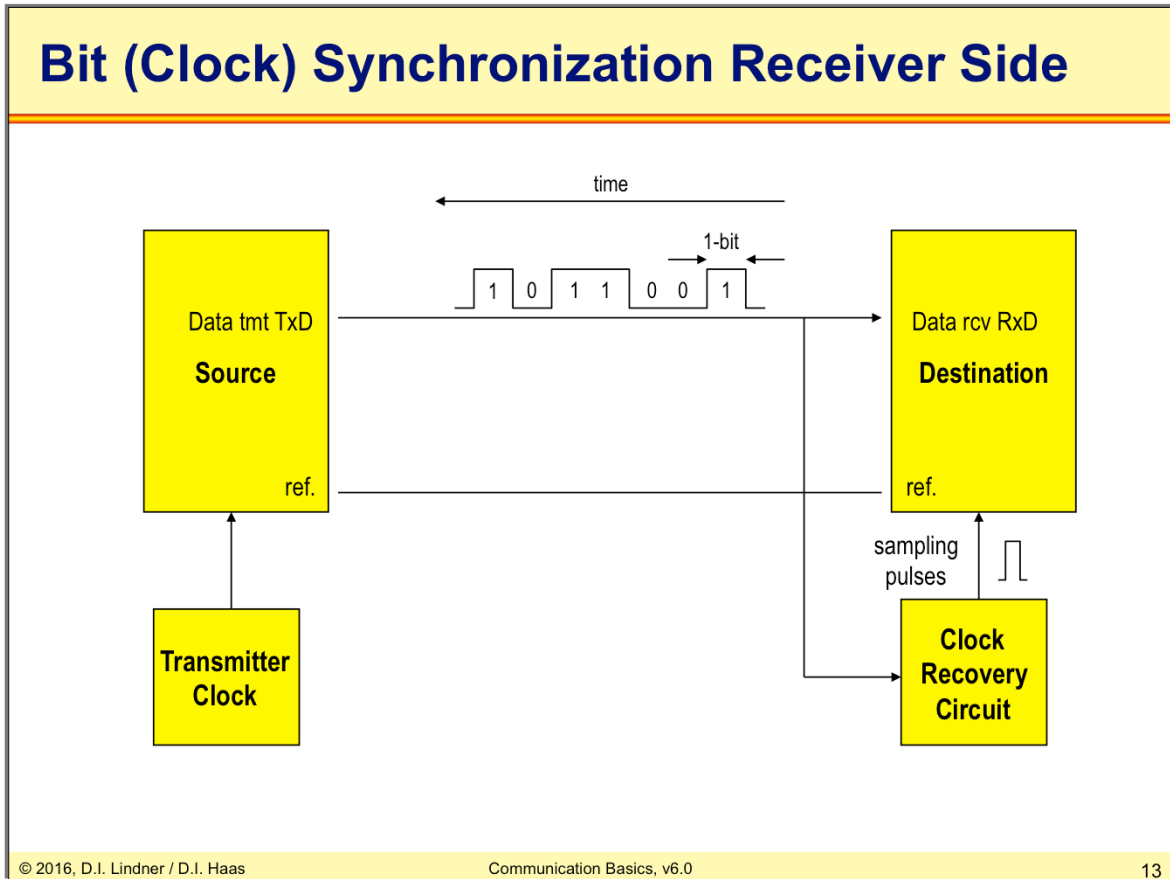 Bit (Clock) Synchronization Receiver Side
time
1-bit
1 0 1 1 0 0 1
Data tmt TxD
Source
ref.
Data rcv RxD
Destination
ref.
sampling
pulses
Transmitter
Clock
Clock
Recovery
Circuit
© 2016, D.I. Lindner / D.I. Haas
Communication Basics, v6.0
13